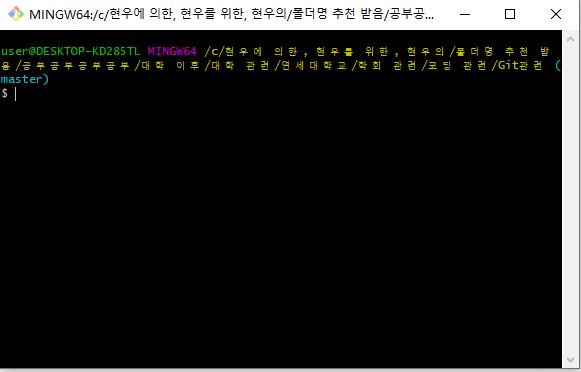 MINGW64:/c/현우에 의한, 현우를 위한, 현우의/폴더명 추천 받음/공부공...
user@DESKTOP-KD285TL MINGW64 /c/현우에 의한, 현우를 위한, 현우의/폴더명 추천 받
음/공부공부공부공부/대학 이후/대학 관련/연세대학교/학회 관련/코딩 관련/Git관련 (
master)
$